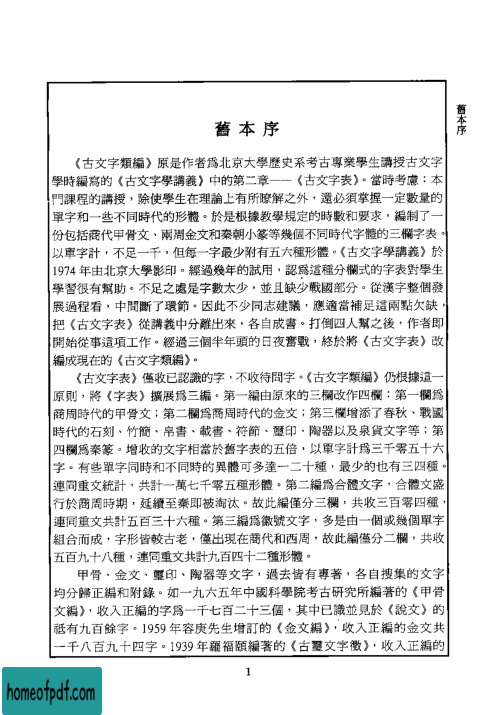 舊本序
舊本序
《古文字類編》原是作者爲北京大學歷史系考古專業學生講授古文字
學時編寫的《古文字學講義》中的第二章——《古文字表》。當時考慮：本
門課程的講授，除使學生在理論上有所瞭解之外，還必須掌握一定數量的
單字和一些不同時代的形體。於是根據教學規定的時數和要求，編制了一
份包括商代甲骨文、兩周金文和秦朝小篆等幾個不同時代字體的三欄字表。
以單字計，不足一千，但每一字最少附有五六種形體。《古文字學講義》於
1974 年由北京大學影印。經過幾年的試用，認爲這種分欄式的字表對學生
學習很有幫助。不足之處是字數太少，並且缺少戰國部分。從漢字整個發
展過程看，中間斷了環節。因此不少同志建議，應適當補足這兩點欠缺，
把《古文字表》從講義中分離出來，各自成書。打倒四人幫之後，作者即
開始從事這項工作。經過三個半年頭的日夜奮戰，終於將《古文字表》改
編成現在的《古文字類編》。
《古文字表》僅收已認識的字，不收待問字。《古文字類編》仍根據這一
原則，將《字表》擴展爲三編。第一編由原來的三欄改作四欄：第一欄爲
商周時代的甲骨文；第二欄爲商周時代的金文；第三欄增添了春秋、戰國
時代的石刻、竹簡、帛書、載書、符節、璽印、陶器以及泉貨文字等；第
四欄爲秦篆。增收的文字相當於舊字表的五倍，以單字計爲三千零五十六
字。有些單字同時和不同時的異體可多達一二十種，最少的也有三四種。
連同重文統計，共計一萬七千零五種形體。第二編爲合體文字，合體文盛
行於商周時期，延續至秦即被淘汰。故此編僅分三欄，共收三百零四種，
連同重文共計五百三十六種。第三編爲徽號文字，多是由一個或幾個單字
組合而成，字形皆較古老，僅出現在商代和西周，故此編僅分二欄，共收
五百九十八種，連同重文共計九百四十二種形體。
甲骨、金文、璽印、陶器等文字，過去皆有專著，各自搜集的文字
均分歸正編和附錄。如一九六五年中國科學院考古研究所編著的《甲骨
文編》，收入正編的字爲一千七百二十三個，其中已識並見於《說文》的
祗有九百餘字。1959 年容庚先生增訂的《金文編》，收入正編的金文共
一千八百九十四字。1939 年羅福頤編著的《古璽文字徵》，收入正編的
1
homeofpdf.com